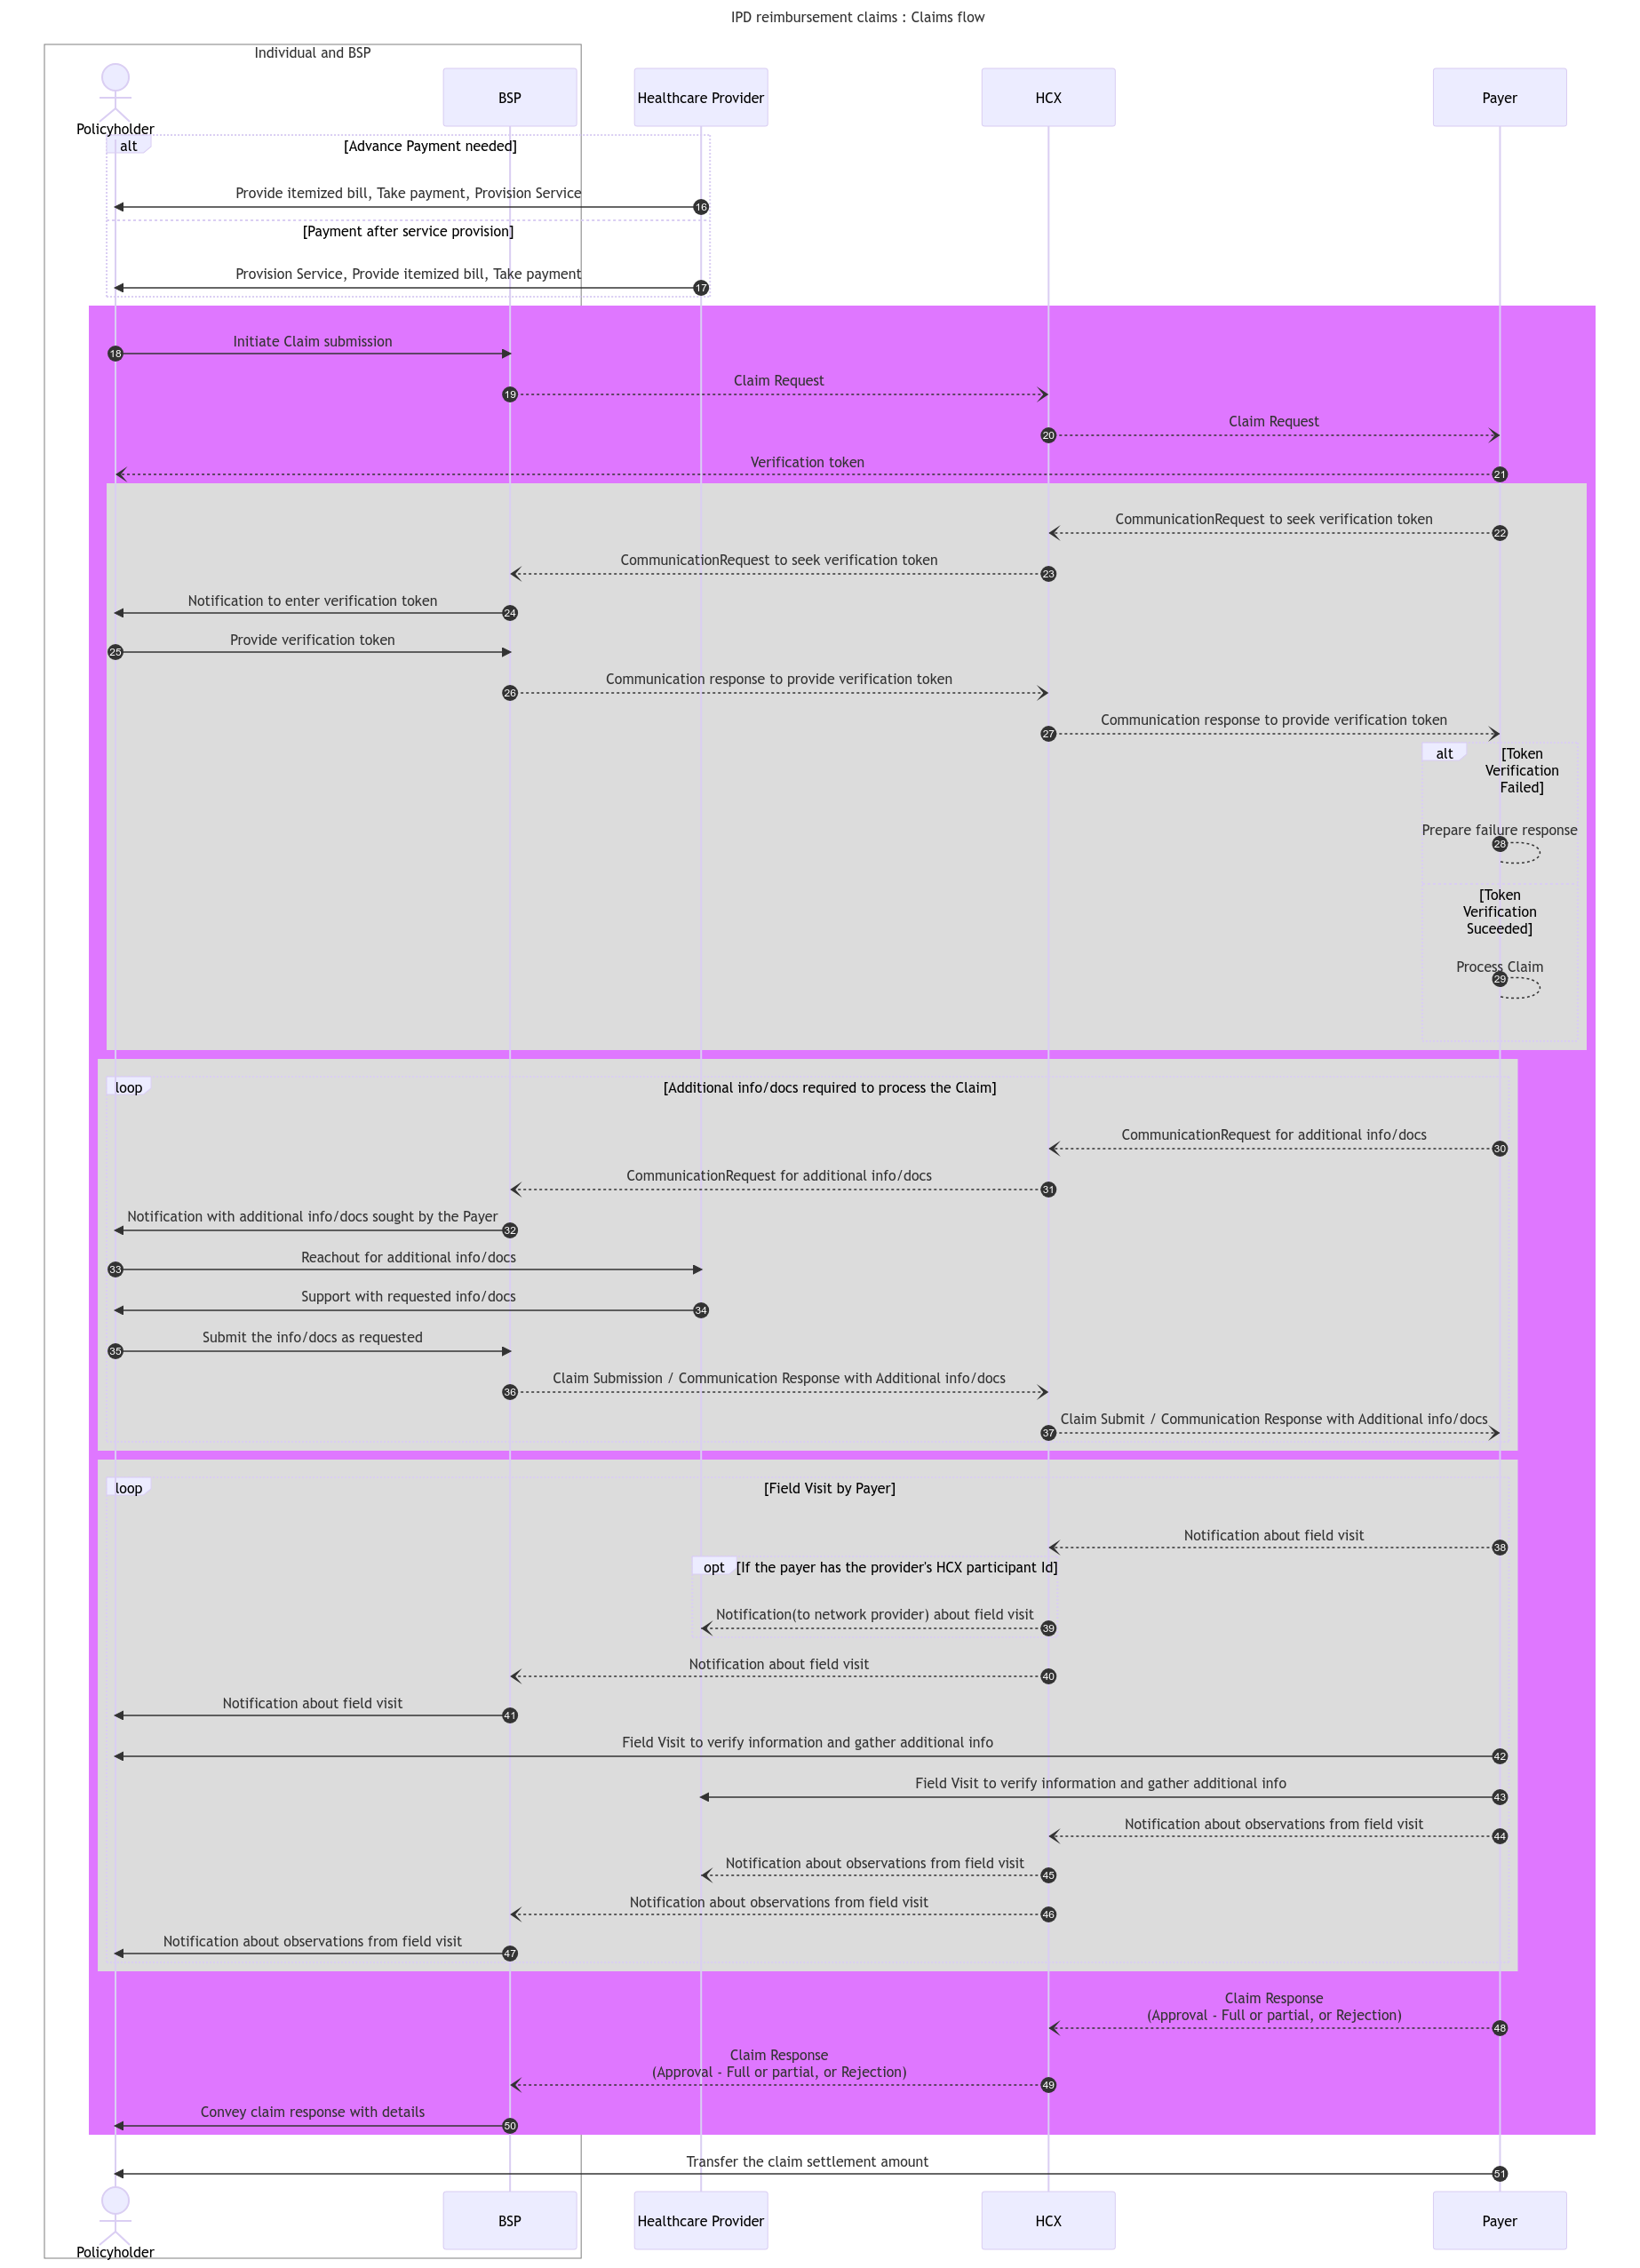 IPD reimbursement claims : Claims flow
Individual and BSP
Policyholder
BSP
Healthcare Provider
HCX
Payer
alt
[Advance Payment needed]
Provide itemized bill, Take payment, Provision Service
16
[Payment after service provision]
Provision Service, Provide itemized bill, Take payment
17
Initiate Claim submission
18
Claim Request
19
Claim Request
20
Verification token
21
CommunicationRequest to seek verification token
22
CommunicationRequest to seek verification token
23
Notification to enter verification token
24
Provide verification token
25
Communication response to provide verification token
26
Communication response to provide verification token
27
alt
[Token
Verification
Failed]
Prepare failure response
28
[Token
Verification
Suceeded]
Process Claim
29
loop
[Additional info/docs required to process the Claim]
CommunicationRequest for additional info/docs
30
CommunicationRequest for additional info/docs
31
Notification with additional info/docs sought by the Payer
32
Reachout for additional info/docs
33
Support with requested info/docs
34
Submit the info/docs as requested
35
Claim Submission / Communication Response with Additional info/docs
36
Claim Submit / Communication Response with Additional info/docs
37
loop
[Field Visit by Payer]
Notification about field visit
38
opt
[If the payer has the provider's HCX participant Id]
Notification(to network provider) about field visit
39
Notification about field visit
40
Notification about field visit
41
Field Visit to verify information and gather additional info
42
Field Visit to verify information and gather additional info
43
Notification about observations from field visit
44
Notification about observations from field visit
45
Notification about observations from field visit
46
Notification about observations from field visit
47
Claim Response
(Approval - Full or partial, or Rejection)
48
Claim Response
(Approval - Full or partial, or Rejection)
49
Convey claim response with details
50
Transfer the claim settlement amount
51
Policyholder
BSP
Healthcare Provider
HCX
Payer